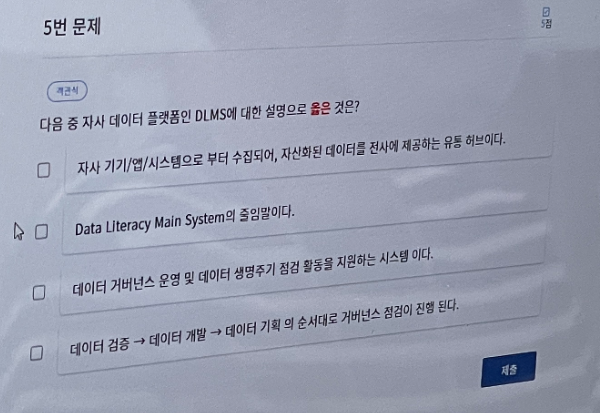 5번 문제
5점
객관식
다음 중 자사 데이터 플랫폼인 DLMS에 대한 설명으로 옳은 것은?
자사 기기/앱/시스템으로 부터 수집되어, 자산화된 데이터를 전사에 제공하는 유통 허브이다.
Data Literacy Main System의 줄임말이다.
데이터 거버넌스 운영 및 데이터 생명주기 점검 활동을 지원하는 시스템 이다.
데이터 검증 → 데이터 개발 → 데이터 기획 의 순서대로 거버넌스 점검이 진행 된다.
제출